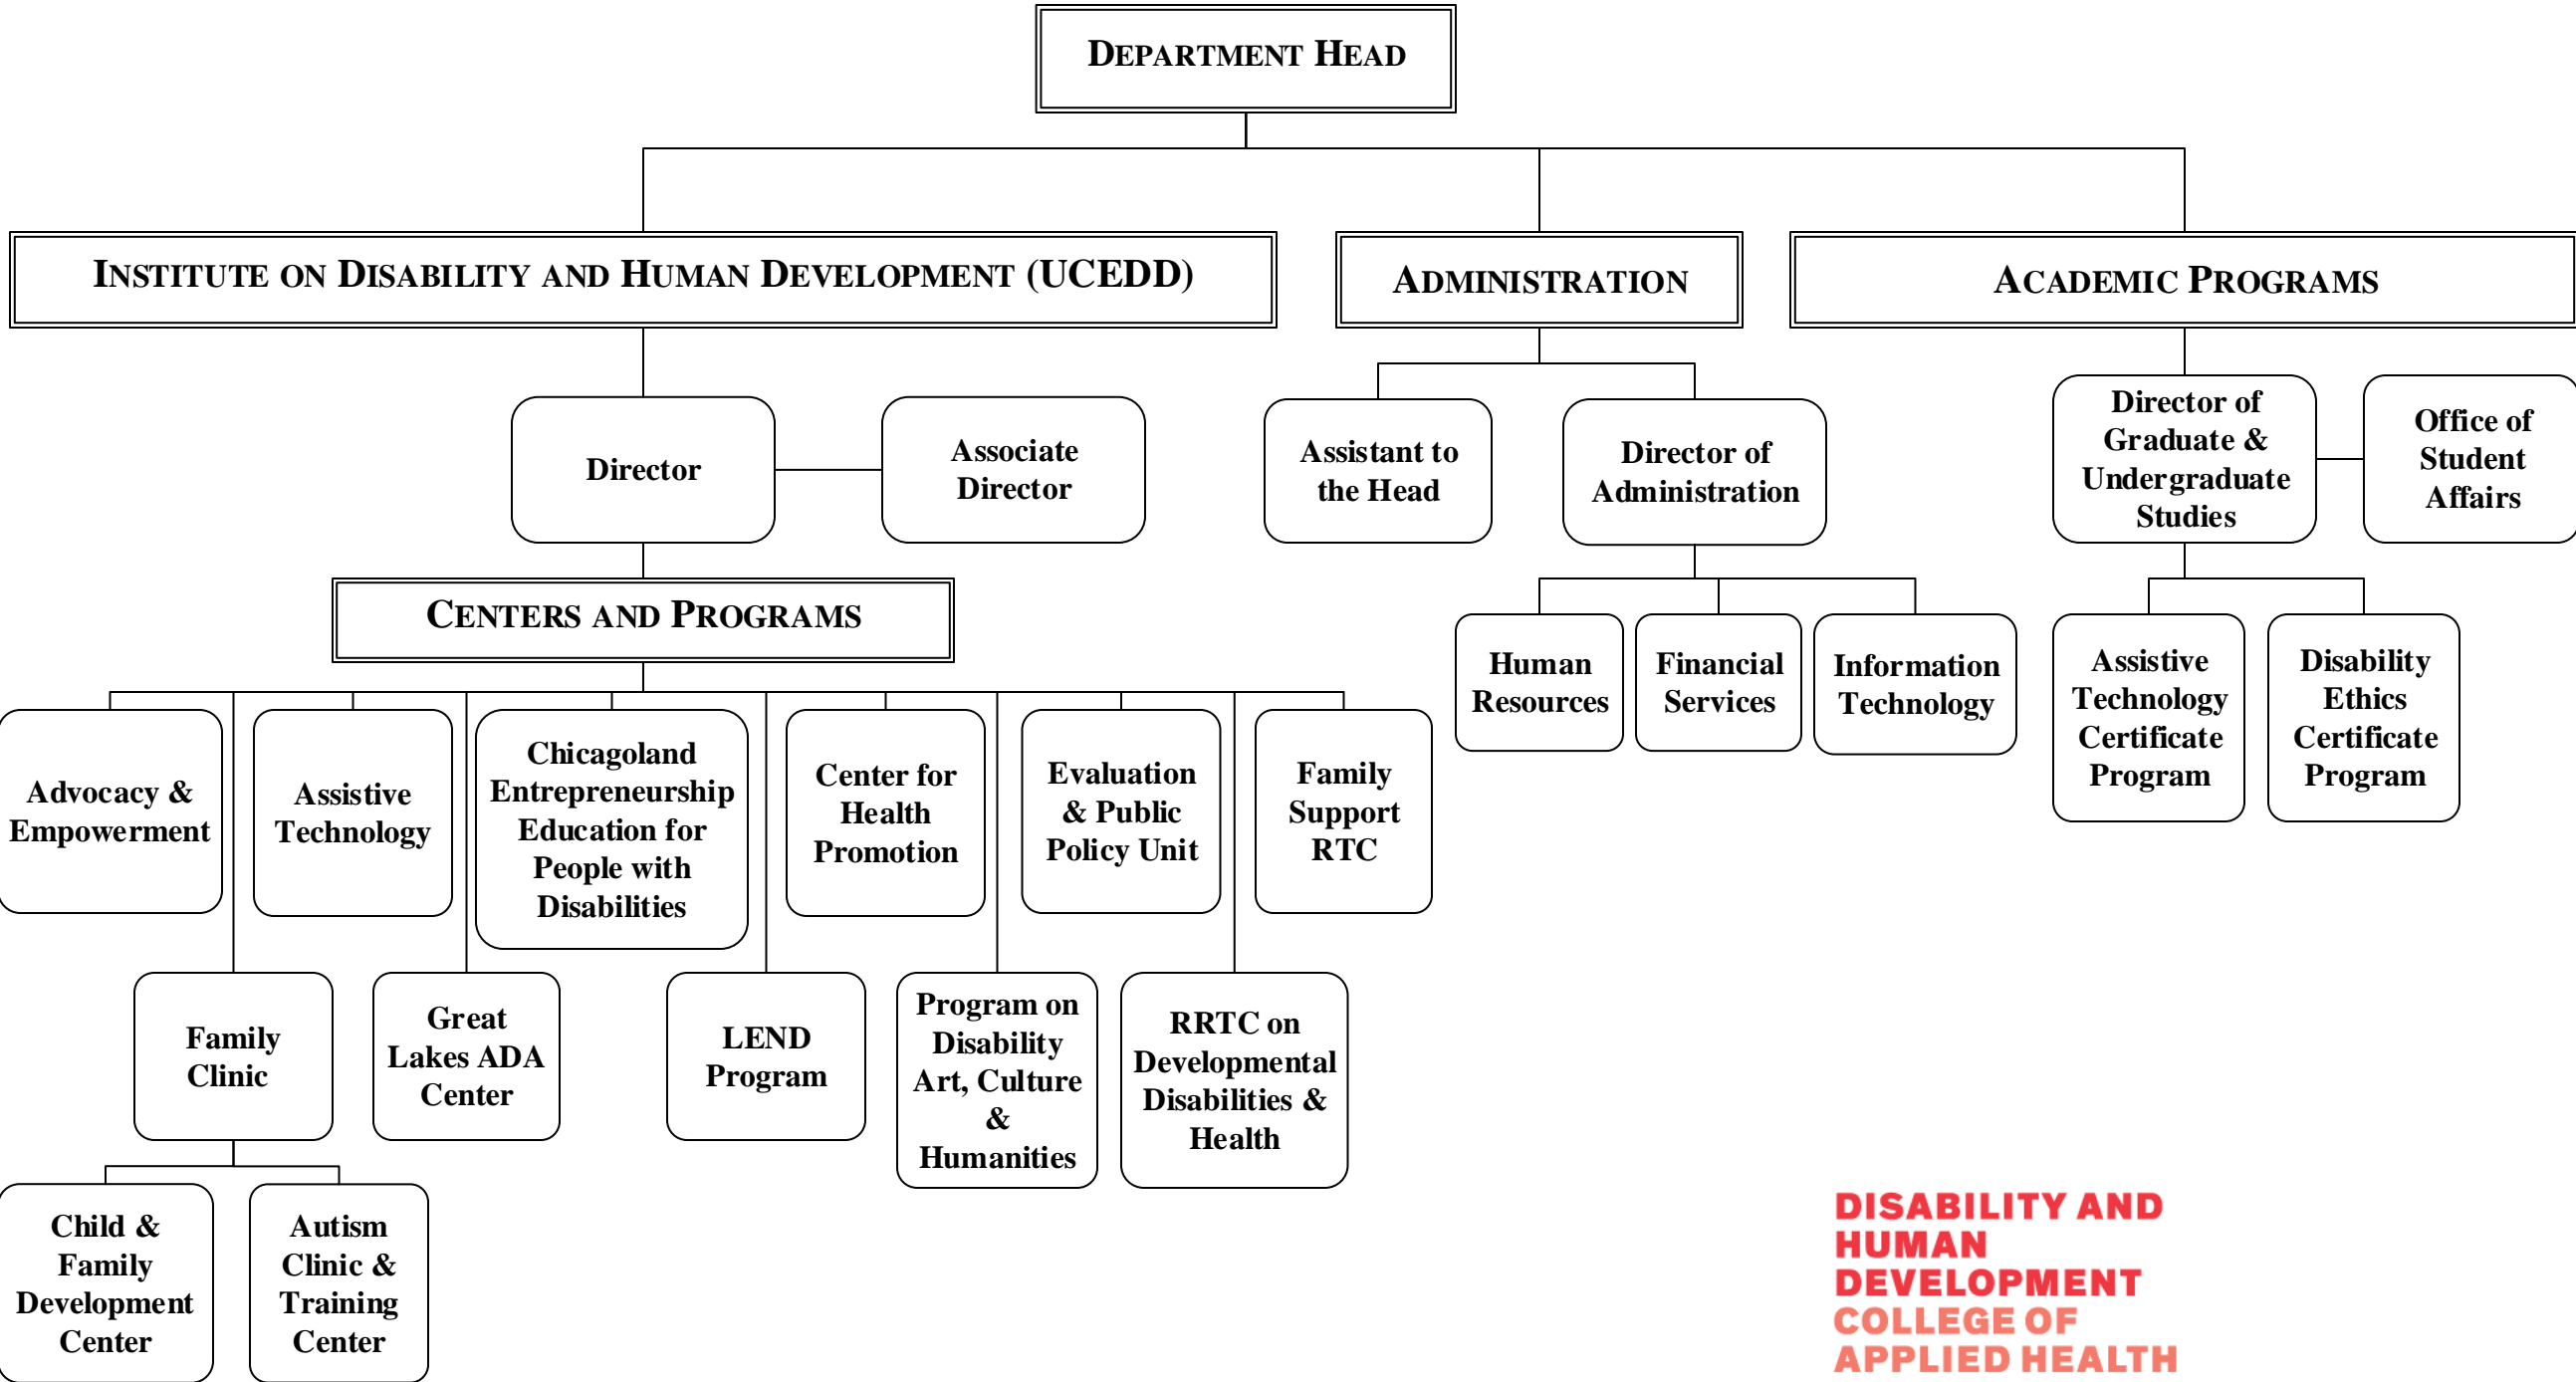 DEPARTMENT HEAD
INSTITUTE ON DISABILITY AND HUMAN DEVELOPMENT (UCEDD)
ADMINISTRATION
ACADEMIC PROGRAMS
Director
Associate
Director
Assistant to
the Head
Director of
Administration
Director of
Graduate &
Undergraduate
Studies
Office of
Student
Affairs
CENTERS AND PROGRAMS
Human
Resources
Financial
Services
Information
Technology
Assistive
Technology
Certificate
Program
Disability
Ethics
Certificate
Program
Advocacy &
Empowerment
Assistive
Technology
Chicagoland
Entrepreneurship
Education for
People with
Disabilities
Center for
Health
Promotion
Evaluation
& Public
Policy Unit
Family
Support
RTC
Family
Clinic
Great
Lakes ADA
Center
LEND
Program
Program on
Disability
Art, Culture
&
Humanities
RRTC on
Developmental
Disabilities &
Health
Child &
Family
Development
Center
Autism
Clinic &
Training
Center
DISABILITY AND
HUMAN
DEVELOPMENT
COLLEGE OF
APPLIED HEALTH